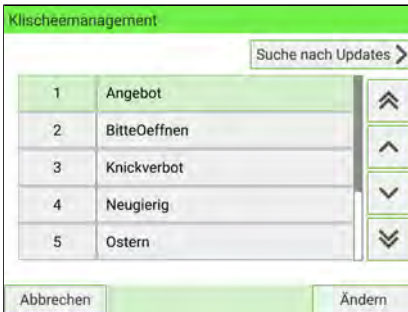 Klischeemanagement
Suche nach Updates
1 Angebot
2 BitteOeffnen
3 Knickverbot
4 Neugierig
5 Ostern
Abbrechen Ändern